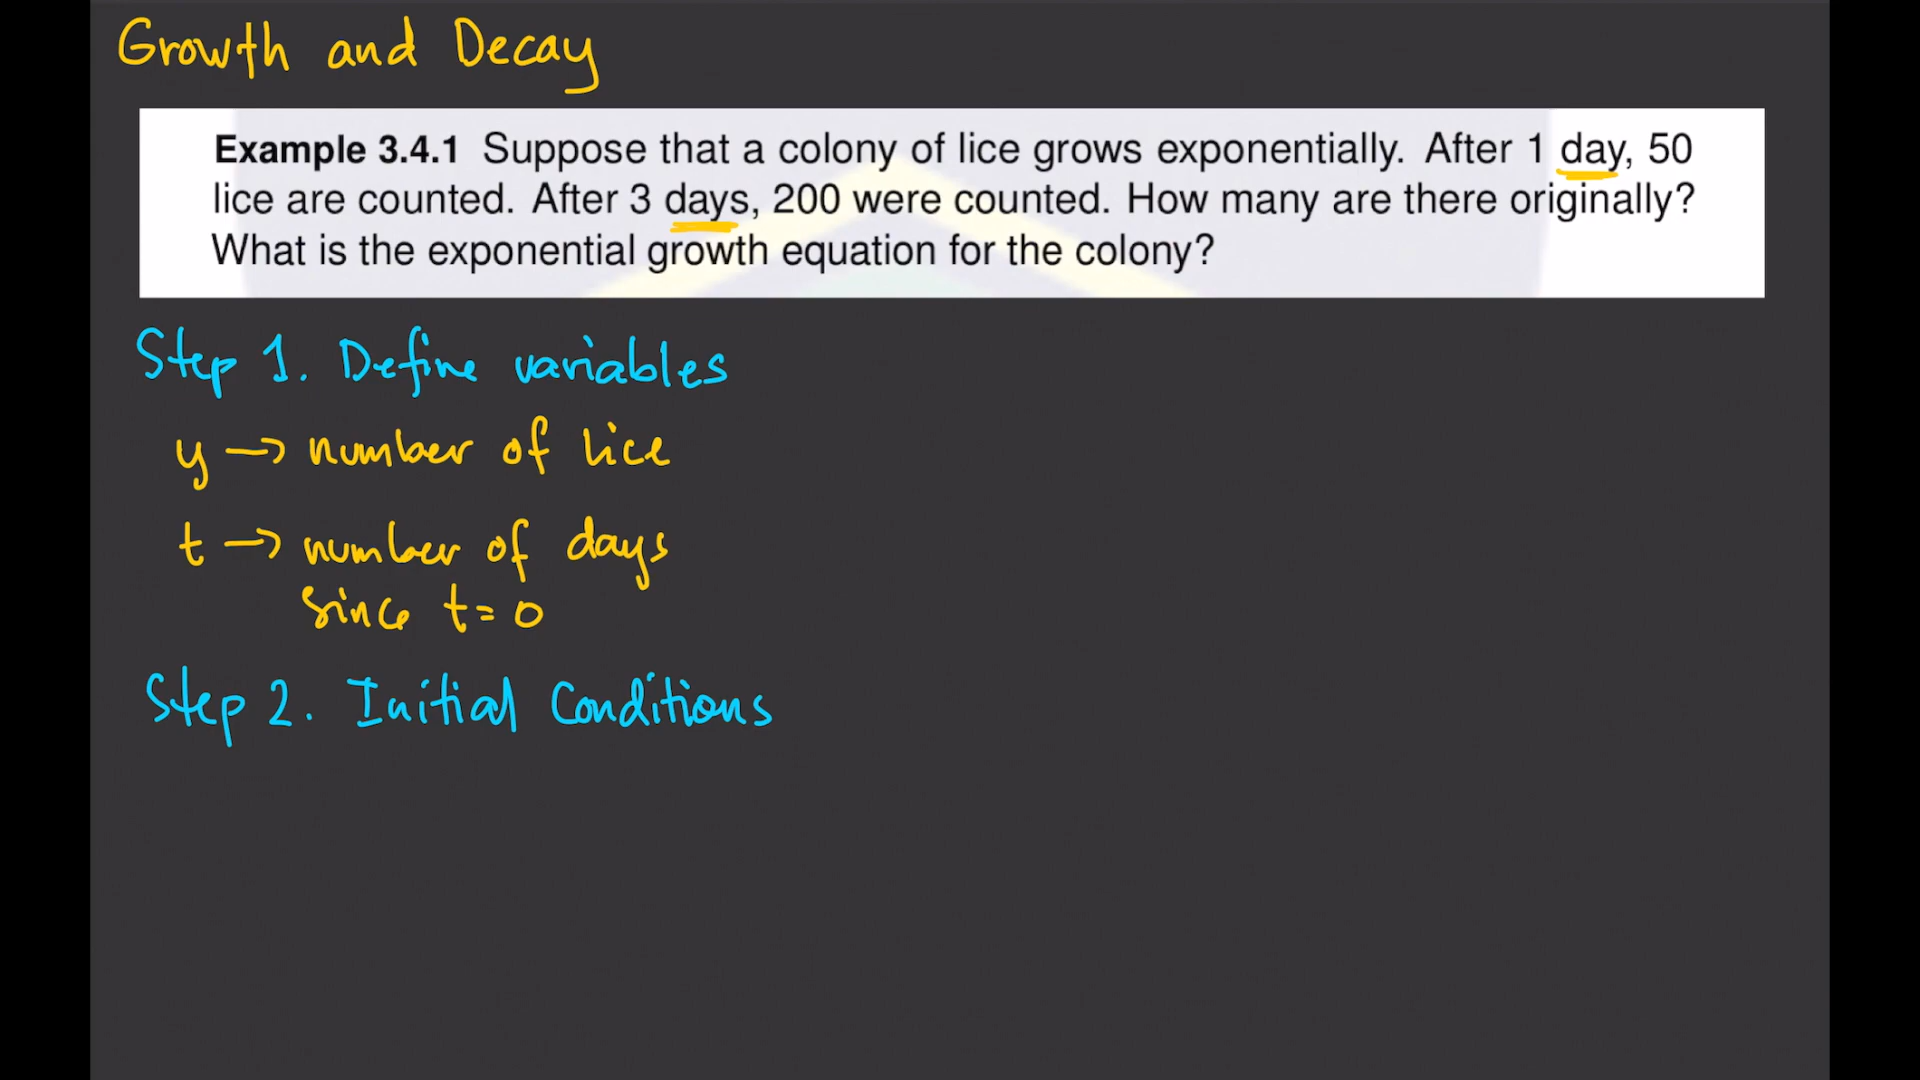 Growth and Decay
Example 3.4.1 Suppose that a colony of lice grows exponentially. After 1 day, 50
lice are counted. After 3 days, 200 were counted. How many are there originally?
What is the exponential growth equation for the colony?
Step 1. Define variables
y → number of lice
t → number of days
since t = 0
Step 2. Initial Conditions